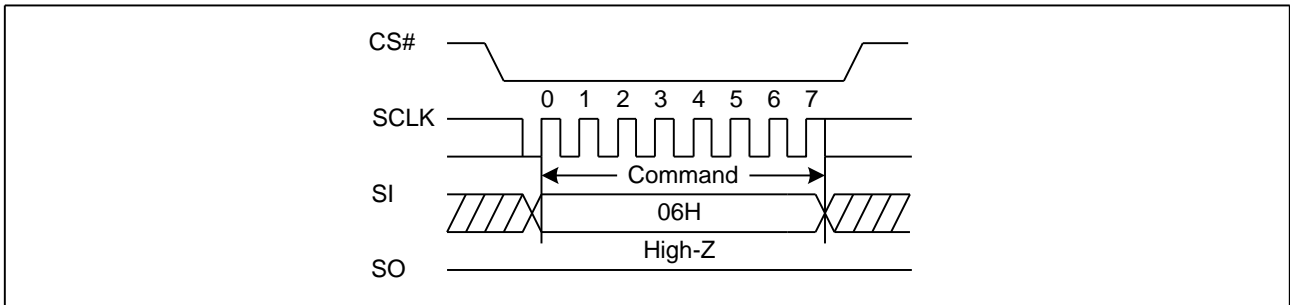 CS#
0 1 2 3 4 5 6 7
SCLK
Command
SI
06H
High-Z
SO